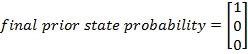 final prior state probability = [1
0
0]